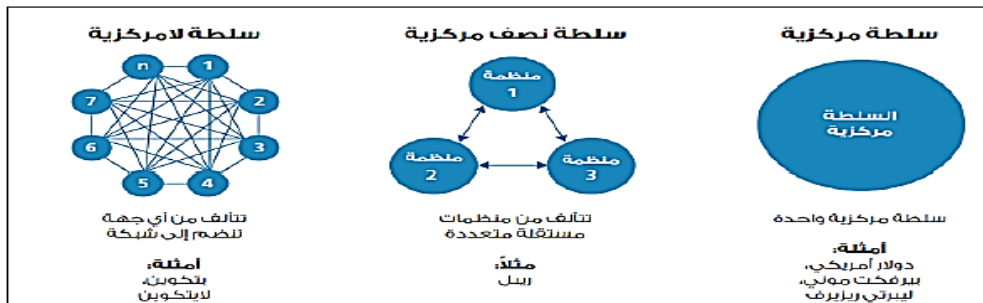 سلطة مركزية
السلطة
مركزية
سلطة مركزية واحدة
أمثلة:
دولار أمريكي،
بيرفكت موني،
ليبرتي ريزيرف
سلطة نصف مركزية
منظمة
1
منظمة
2
منظمة
3
تتألف من منظمات
مستقلة متعددة
مثلاً:
ريبل
سلطة لامركزية
n
1
7
2
6
3
5
4
تتألف من أي جهة
تنضم إلى شبكة
أمثلة:
بتكوين،
لايتكوين